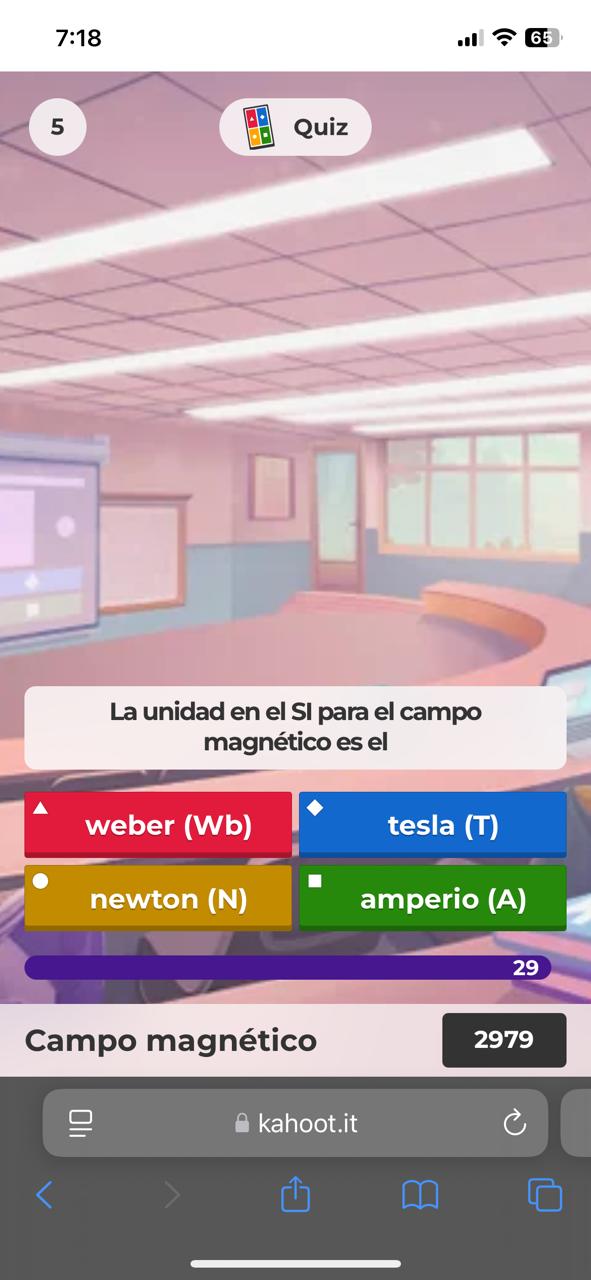 7:18
65
5
Quiz
La unidad en el SI para el campo
magnético es el
weber (Wb)
tesla (T)
newton (N)
amperio (A)
29
Campo magnético
2979
kahoot.it